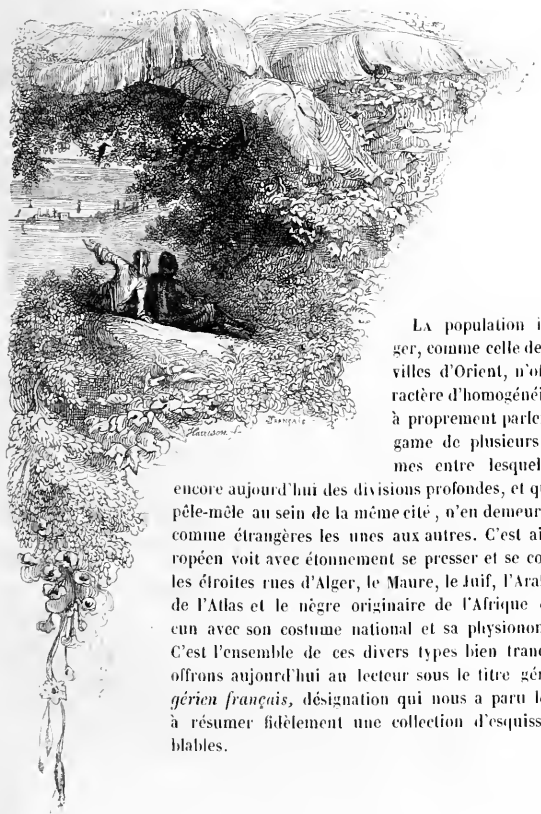 LA population i
ger, comme celle de
villes d'Orient, n'of
ractère d'homogénéi
à proprement parle
game de plusieurs
mes entre lesquel
encore aujourd'hui des divisions profondes, et qu
pêle-mêle au sein de la même cité, n'en demeur
comme étrangères les unes aux autres. C'est ai
ropéen voit avec étonnement se presser et se co
les étroites rues d'Alger, le Maure, le Juif, l'Aral
de l'Atlas et le nègre originaire de l'Afrique
cun avec son costume national et sa physionon
C'est l'ensemble de ces divers types bien tranc
offrons aujourd'hui au lecteur sous le titre gén
gérien français, désignation qui nous a paru l
à résumer fidèlement une collection d'esquiss
blables.
FRANÇAIS
Harrison